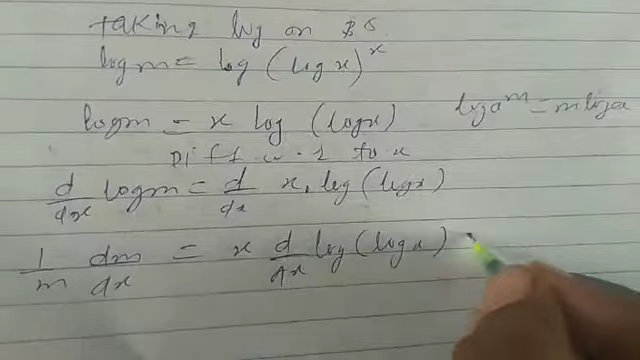 taking log on BS
log m = log (log x)^x
log m = x log (log x) log a^m = m log a
Diff w.r to x
d/dx log m = d/dx x. log (log x)
1/m dm/dx = x d/dx log (log x)